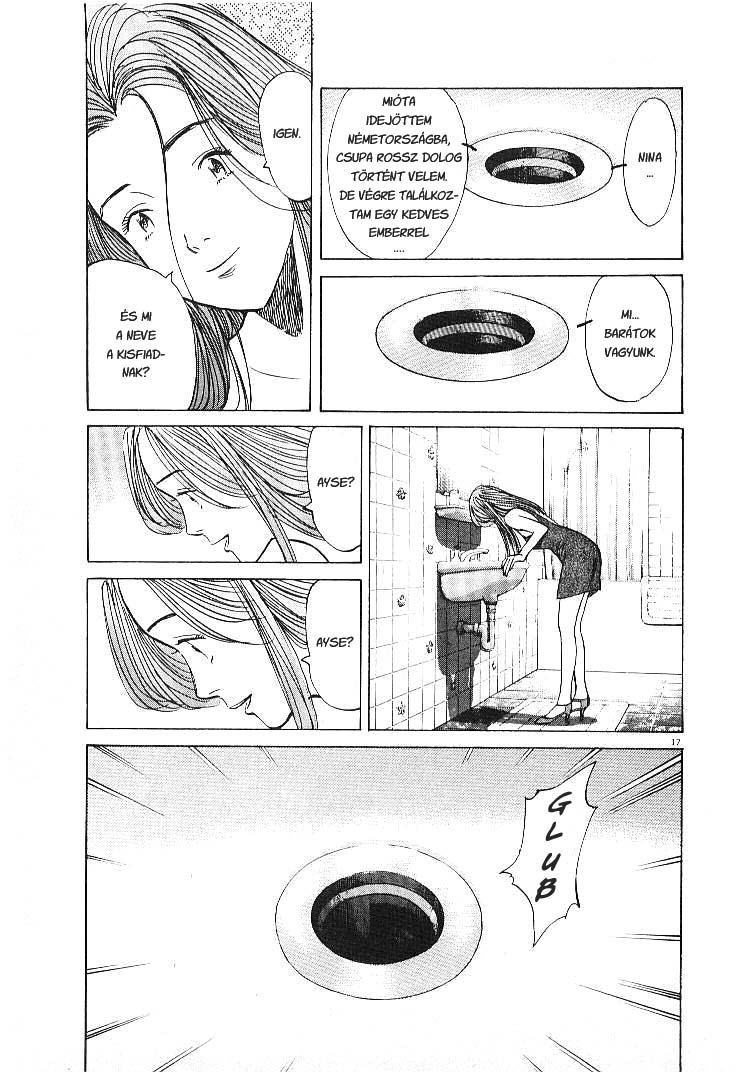 NINA
...
MIÓTA
IDEJÖTTEM
NÉMETORSZÁGBA,
CSUPA ROSSZ DOLOG
TÖRTÉNT VELEM.
DE VÉGRE TALÁLKOZ-
TAM EGY KEDVES
EMBERREL
....
MI...
BARÁTOK
VAGYUNK.
IGEN.
ÉS MI
A NEVE
A KISFIAD-
NAK?
17
AYSE?
AYSE?
GLUB